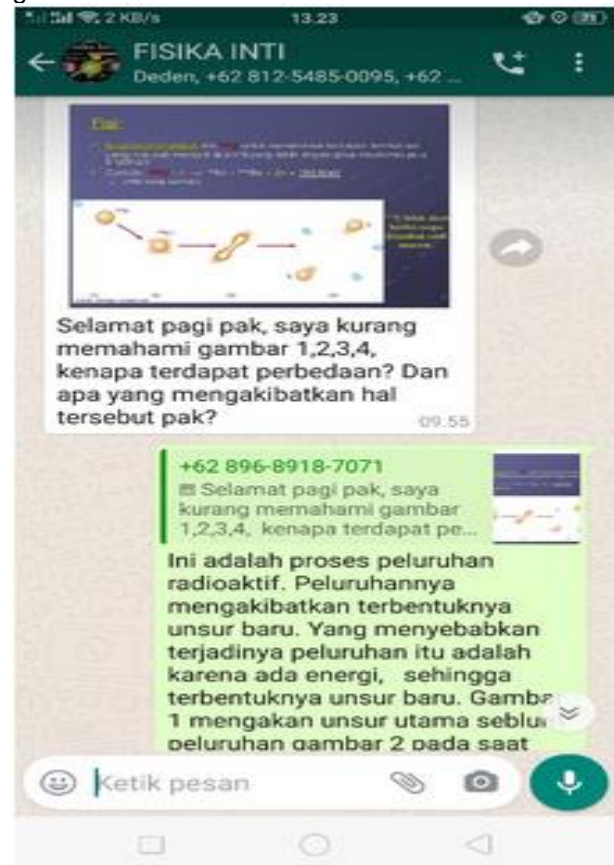 2 KB/s 13.23 31
FISIKA INTI
Deden, +62 812-5485-0095, +62 ...
Fisi:
Selamat pagi pak, saya kurang
memahami gambar 1,2,3,4,
kenapa terdapat perbedaan? Dan
apa yang mengakibatkan hal
tersebut pak?
09.55
+62 896-8918-7071
Selamat pagi pak, saya
kurang memahami gambar
1,2,3,4, kenapa terdapat pe...
Ini adalah proses peluruhan
radioaktif. Peluruhannya
mengakibatkan terbentuknya
unsur baru. Yang menyebabkan
terjadinya peluruhan itu adalah
karena ada energi, sehingga
terbentuknya unsur baru. Gamba
1 mengakan unsur utama seblu
peluruhan gambar 2 pada saat
Ketik pesan